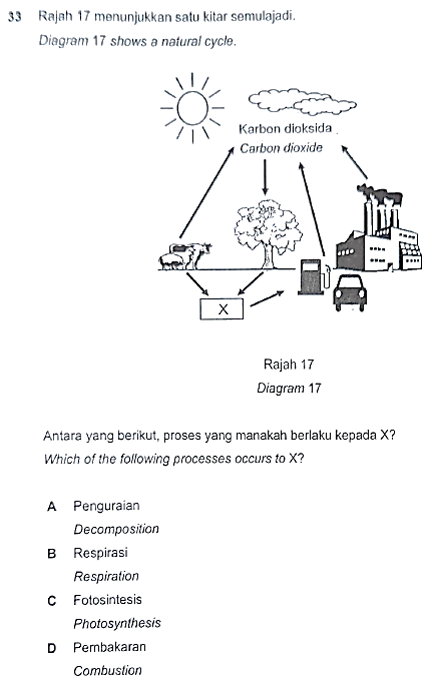 33 Rajah 17 menunjukkan satu kitar semulajadi.
Diagram 17 shows a natural cycle.
Karbon dioksida
Carbon dioxide
X
Rajah 17
Diagram 17
Antara yang berikut, proses yang manakah berlaku kepada X?
Which of the following processes occurs to X?
A Penguraian
Decomposition
B Respirasi
Respiration
C Fotosintesis
Photosynthesis
D Pembakaran
Combustion